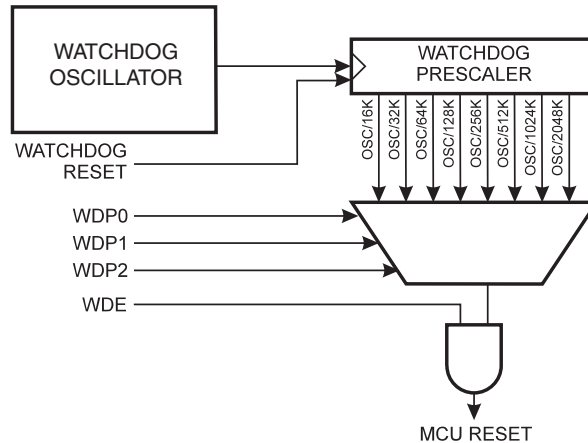 WATCHDOG
OSCILLATOR
WATCHDOG
PRESCALER
OSC/16K
OSC/32K
OSC/64K
OSC/128K
OSC/256K
OSC/512K
OSC/1024K
OSC/2048K
WATCHDOG
RESET
WDP0
WDP1
WDP2
WDE
MCU RESET